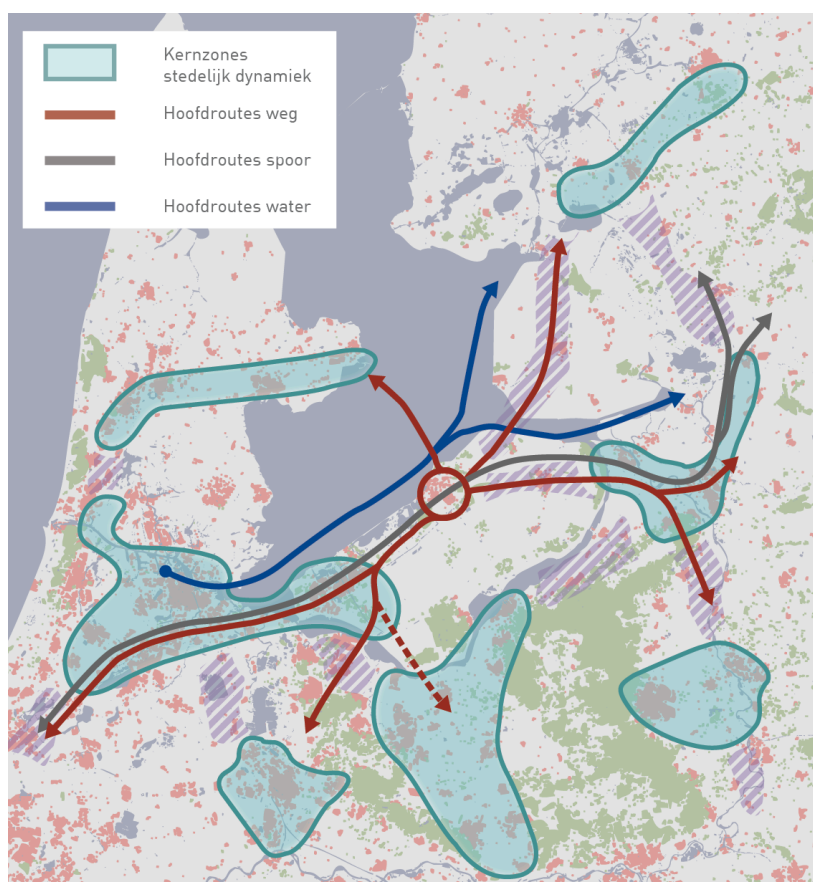 Kernzones
stedelijk dynamiek
Hoofdroutes weg
Hoofdroutes spoor
Hoofdroutes water